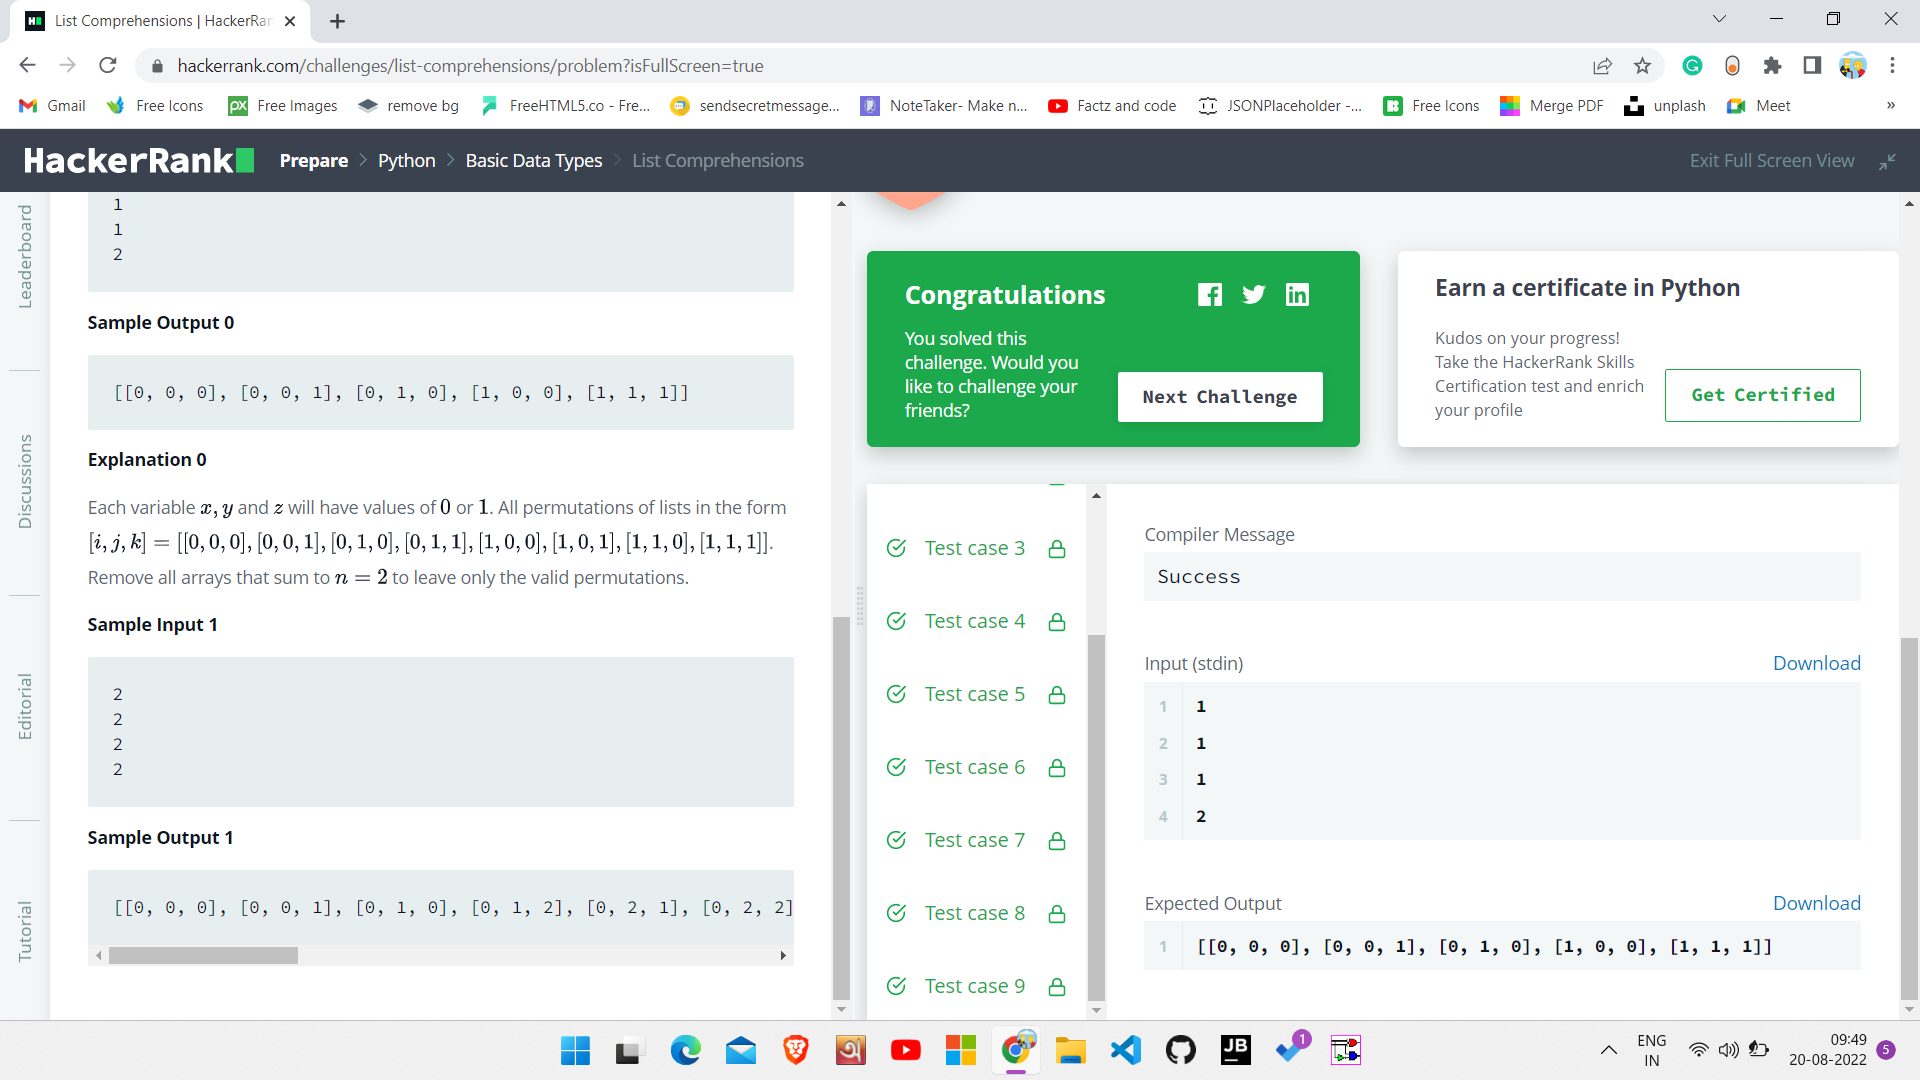 List Comprehensions | HackerRan
hackerrank.com/challenges/list-comprehensions/problem?isFullScreen=true
Gmail
Free Icons
Free Images
remove bg
FreeHTML5.co - Fre...
sendsecretmessage...
NoteTaker- Make n...
Factz and code
JSONPlaceholder -...
Free Icons
Merge PDF
unplash
Meet
»
HackerRank
Prepare > Python > Basic Data Types > List Comprehensions
Exit Full Screen View
Leaderboard
Discussions
Editorial
Tutorial
1
1
2
Sample Output 0
[[0, 0, 0], [0, 0, 1], [0, 1, 0], [1, 0, 0], [1, 1, 1]]
Explanation 0
Each variable x, y and z will have values of 0 or 1. All permutations of lists in the form
[i, j, k] = [[0, 0, 0], [0, 0, 1], [0, 1, 0], [0, 1, 1], [1, 0, 0], [1, 0, 1], [1, 1, 0], [1, 1, 1]].
Remove all arrays that sum to n = 2 to leave only the valid permutations.
Sample Input 1
2
2
2
2
Sample Output 1
[[0, 0, 0], [0, 0, 1], [0, 1, 0], [0, 1, 2], [0, 2, 1], [0, 2, 2]
Congratulations
You solved this
challenge. Would you
like to challenge your
friends?
Next Challenge
Earn a certificate in Python
Kudos on your progress!
Take the HackerRank Skills
Certification test and enrich
your profile
Get Certified
Test case 3
Test case 4
Test case 5
Test case 6
Test case 7
Test case 8
Test case 9
Compiler Message
Success
Input (stdin)
Download
1 1
2 1
3 1
4 2
Expected Output
Download
1 [[0, 0, 0], [0, 0, 1], [0, 1, 0], [1, 0, 0], [1, 1, 1]]
ENG
IN
09:49
20-08-2022
5